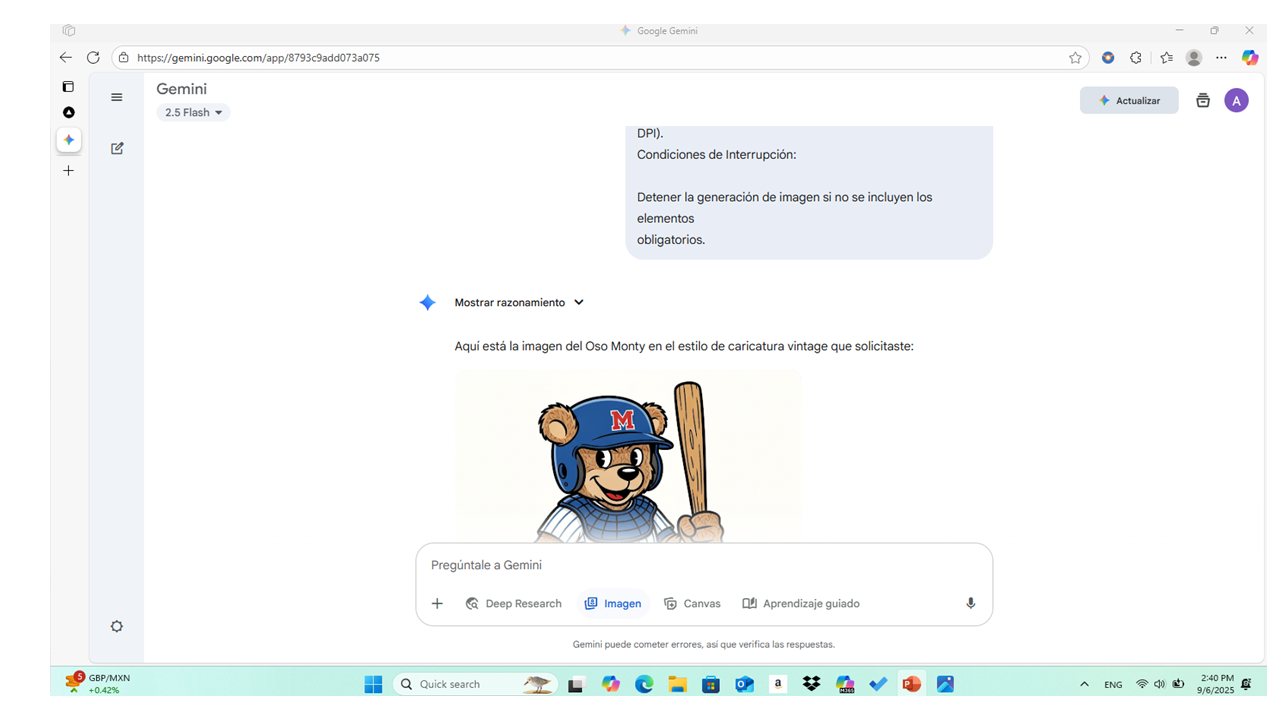 Google Gemini
https://gemini.google.com/app/8793c9add073a075
Gemini
2.5 Flash
Actualizar
A
DPI).
Condiciones de Interrupción:
Detener la generación de imagen si no se incluyen los
elementos
obligatorios.
Mostrar razonamiento
Aquí está la imagen del Oso Monty en el estilo de caricatura vintage que solicitaste:
M
Pregúntale a Gemini
Deep Research
Imagen
Canvas
Aprendizaje guiado
Gemini puede cometer errores, así que verifica las respuestas.
5
GBP/MXN
+0.42%
Quick search
a
M365
P
ENG
2:40 PM
9/6/2025